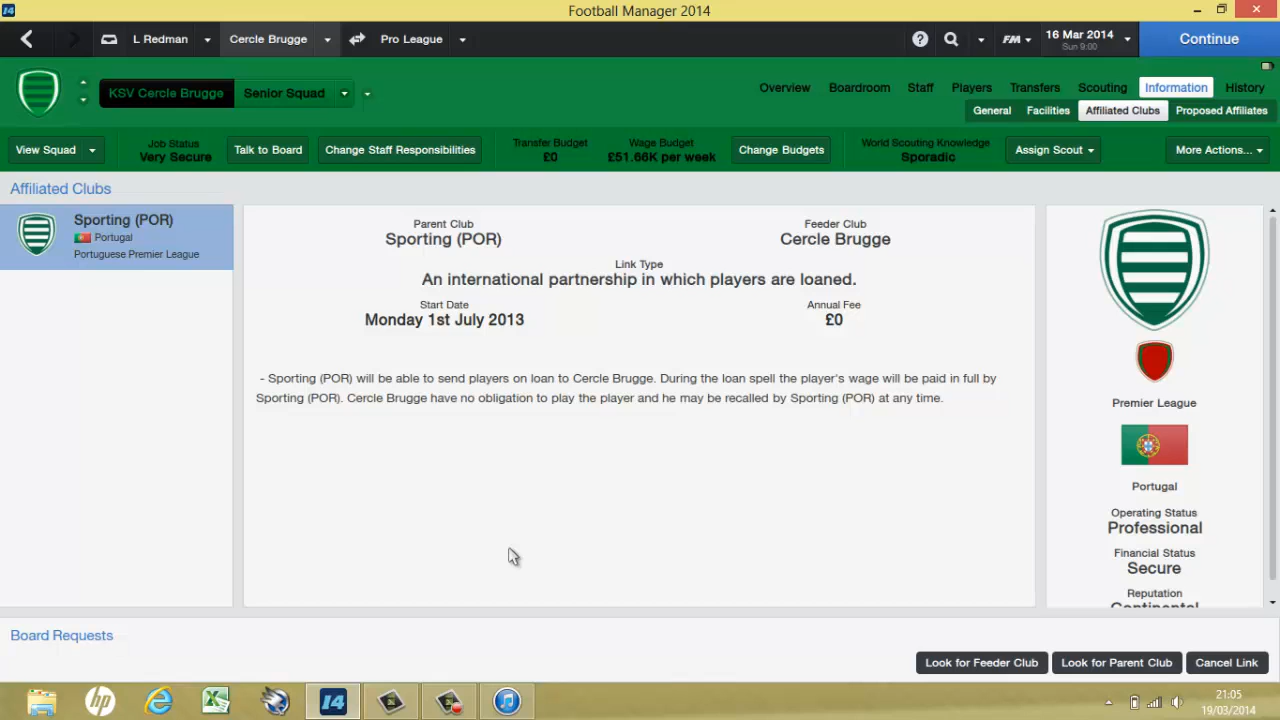 Football Manager 2014
L Redman
Cercle Brugge
Pro League
?
FM
16 Mar 2014
Sun 9:00
Continue
KSV Cercle Brugge
Senior Squad
Overview
Boardroom
Staff
Players
Transfers
Scouting
Information
History
General
Facilities
Affiliated Clubs
Proposed Affiliates
View Squad
Job Status
Very Secure
Talk to Board
Change Staff Responsibilities
Transfer Budget
£0
Wage Budget
£51.66K per week
Change Budgets
World Scouting Knowledge
Sporadic
Assign Scout
More Actions...
Affiliated Clubs
Sporting (POR)
Portugal
Portuguese Premier League
Parent Club
Sporting (POR)
Feeder Club
Cercle Brugge
Link Type
An international partnership in which players are loaned.
Start Date
Monday 1st July 2013
Annual Fee
£0
- Sporting (POR) will be able to send players on loan to Cercle Brugge. During the loan spell the player's wage will be paid in full by
Sporting (POR). Cercle Brugge have no obligation to play the player and he may be recalled by Sporting (POR) at any time.
Premier League
Portugal
Operating Status
Professional
Financial Status
Secure
Reputation
Continental
Board Requests
Look for Feeder Club
Look for Parent Club
Cancel Link
hp
14
21:05
19/03/2014